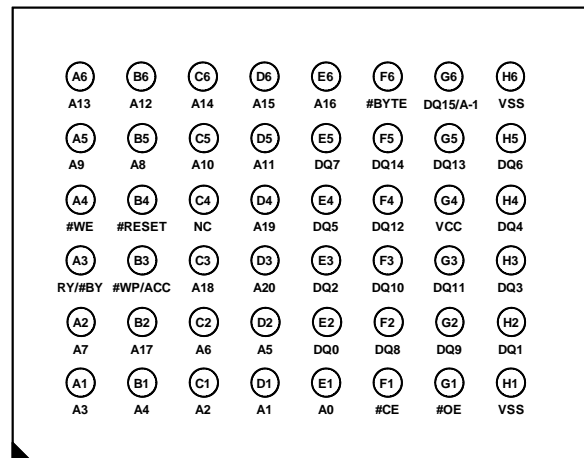 A6 B6 C6 D6 E6 F6 G6 H6
A13 A12 A14 A15 A16 #BYTE DQ15/A-1 VSS
A5 B5 C5 D5 E5 F5 G5 H5
A9 A8 A10 A11 DQ7 DQ14 DQ13 DQ6
A4 B4 C4 D4 E4 F4 G4 H4
#WE #RESET NC A19 DQ5 DQ12 VCC DQ4
A3 B3 C3 D3 E3 F3 G3 H3
RY/#BY #WP/ACC A18 A20 DQ2 DQ10 DQ11 DQ3
A2 B2 C2 D2 E2 F2 G2 H2
A7 A17 A6 A5 DQ0 DQ8 DQ9 DQ1
A1 B1 C1 D1 E1 F1 G1 H1
A3 A4 A2 A1 A0 #CE #OE VSS